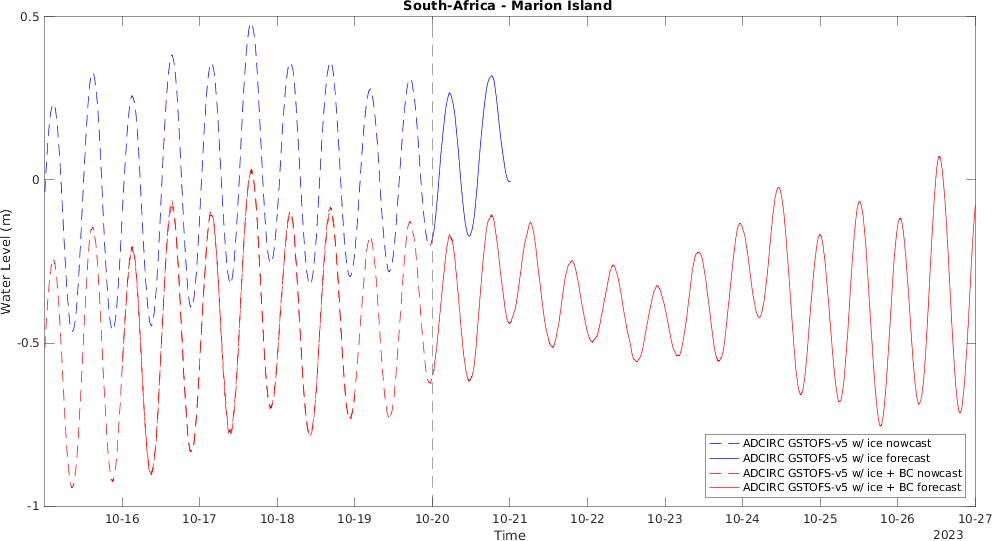 South-Africa - Marion Island
0.5
0
-0.5
-1
Water Level (m)
ADCIRC GSTOFS-v5 w/ ice nowcast
ADCIRC GSTOFS-v5 w/ ice forecast
ADCIRC GSTOFS-v5 w/ ice + BC nowcast
ADCIRC GSTOFS-v5 w/ ice + BC forecast
10-16 10-17 10-18 10-19 10-20 10-21 10-22 10-23 10-24 10-25 10-26 10-27
Time
2023